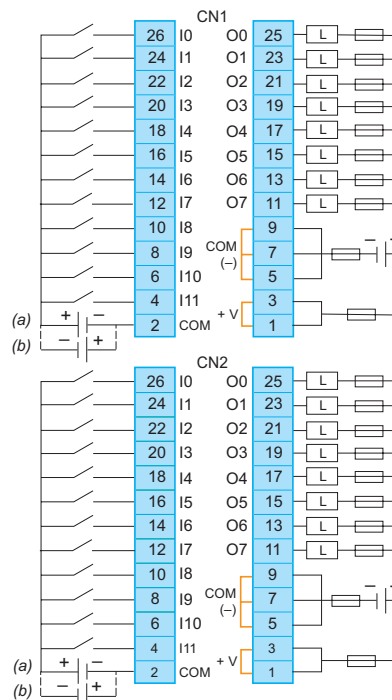 CN1
26 I0 O0 25 L
24 I1 O1 23 L
22 I2 O2 21 L
20 I3 O3 19 L
18 I4 O4 17 L
16 I5 O5 15 L
14 I6 O6 13 L
12 I7 O7 11 L
10 I8 9
8 I9 COM (–) 7 – –
6 I10 5
4 I11 3
(a) + – 2 COM + V 1
(b) – +
CN2
26 I0 O0 25 L
24 I1 O1 23 L
22 I2 O2 21 L
20 I3 O3 19 L
18 I4 O4 17 L
16 I5 O5 15 L
14 I6 O6 13 L
12 I7 O7 11 L
10 I8 9
8 I9 COM (–) 7 – –
6 I10 5
4 I11 3
(a) + – 2 COM + V 1
(b) – +